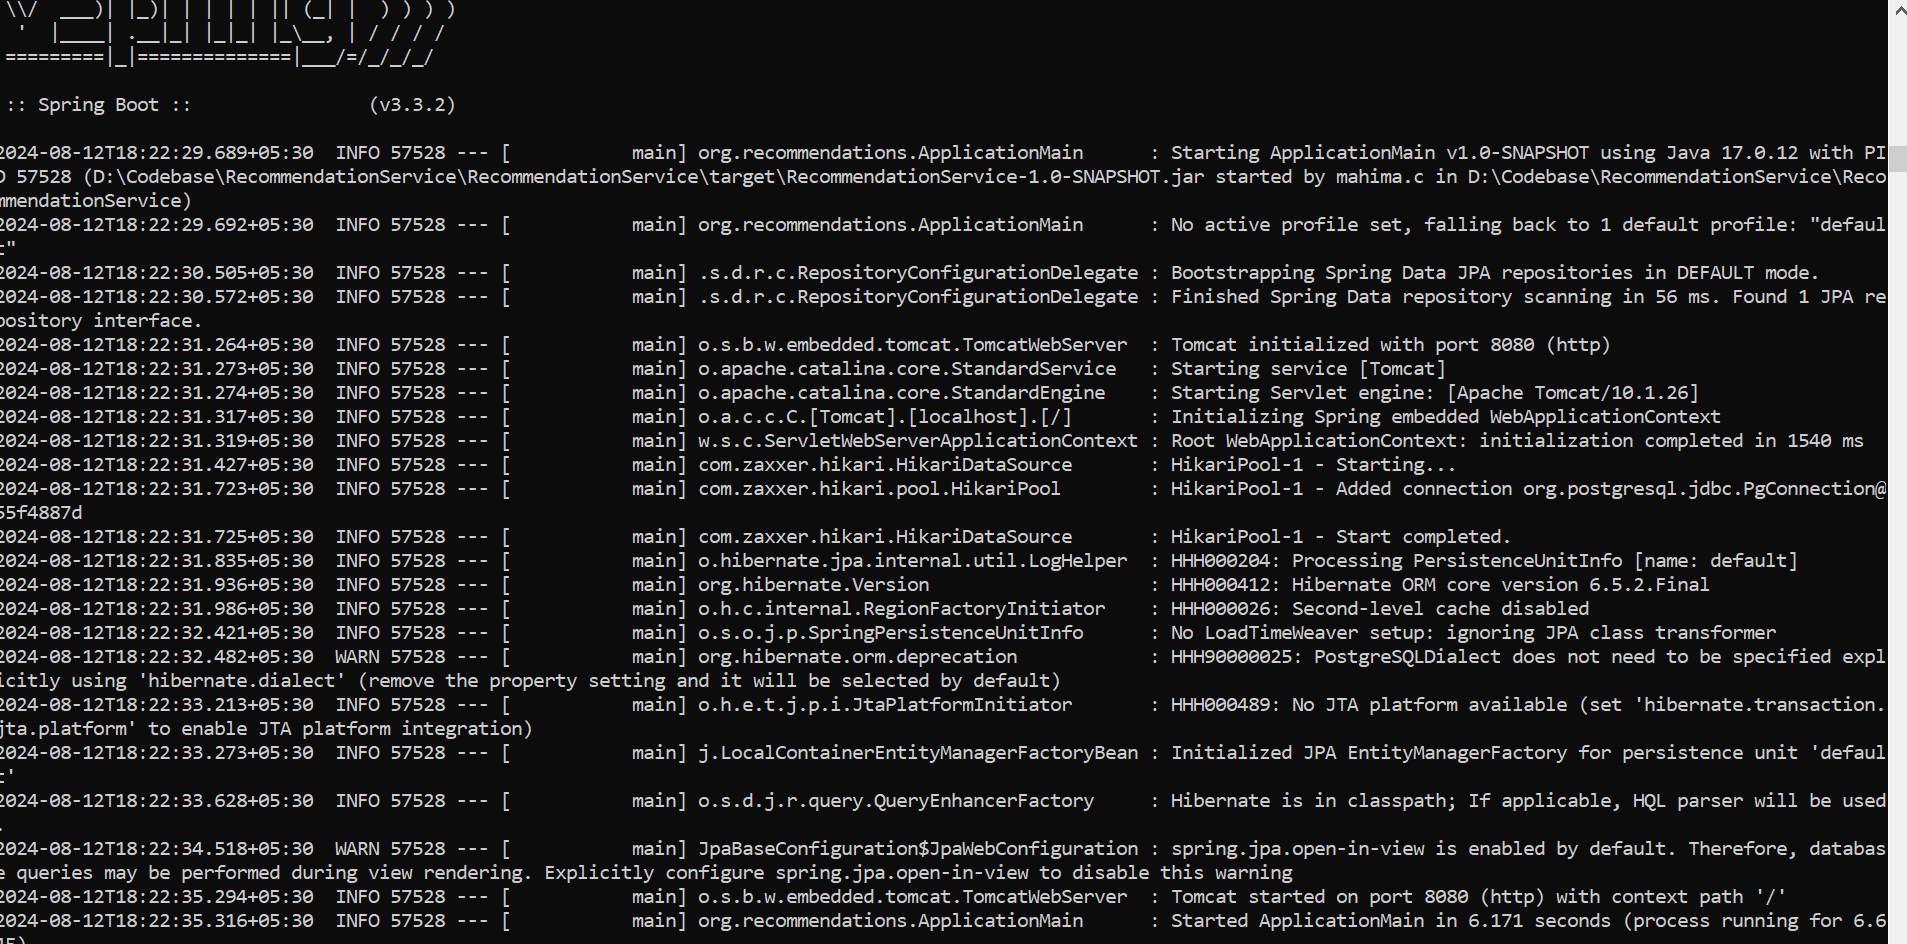 \\/  ___)| |_)| | | | | || (_| |  ) ) ) )
 '  |____| .__|_| |_|_| |_\__, | / / / /
=========|_|==============|___/=/_/_/_/
:: Spring Boot ::                (v3.3.2)
2024-08-12T18:22:29.689+05:30  INFO 57528 --- [           main] org.recommendations.ApplicationMain      : Starting ApplicationMain v1.0-SNAPSHOT using Java 17.0.12 with PI
D 57528 (D:\Codebase\RecommendationService\RecommendationService\target\RecommendationService-1.0-SNAPSHOT.jar started by mahima.c in D:\Codebase\RecommendationService\Reco
mmendationService)
2024-08-12T18:22:29.692+05:30  INFO 57528 --- [           main] org.recommendations.ApplicationMain      : No active profile set, falling back to 1 default profile: "defaul
t"
2024-08-12T18:22:30.505+05:30  INFO 57528 --- [           main] .s.d.r.c.RepositoryConfigurationDelegate : Bootstrapping Spring Data JPA repositories in DEFAULT mode.
2024-08-12T18:22:30.572+05:30  INFO 57528 --- [           main] .s.d.r.c.RepositoryConfigurationDelegate : Finished Spring Data repository scanning in 56 ms. Found 1 JPA re
pository interface.
2024-08-12T18:22:31.264+05:30  INFO 57528 --- [           main] o.s.b.w.embedded.tomcat.TomcatWebServer  : Tomcat initialized with port 8080 (http)
2024-08-12T18:22:31.273+05:30  INFO 57528 --- [           main] o.apache.catalina.core.StandardService   : Starting service [Tomcat]
2024-08-12T18:22:31.274+05:30  INFO 57528 --- [           main] o.apache.catalina.core.StandardEngine    : Starting Servlet engine: [Apache Tomcat/10.1.26]
2024-08-12T18:22:31.317+05:30  INFO 57528 --- [           main] o.a.c.c.C.[Tomcat].[localhost].[/]       : Initializing Spring embedded WebApplicationContext
2024-08-12T18:22:31.319+05:30  INFO 57528 --- [           main] w.s.c.ServletWebServerApplicationContext : Root WebApplicationContext: initialization completed in 1540 ms
2024-08-12T18:22:31.427+05:30  INFO 57528 --- [           main] com.zaxxer.hikari.HikariDataSource       : HikariPool-1 - Starting...
2024-08-12T18:22:31.723+05:30  INFO 57528 --- [           main] com.zaxxer.hikari.pool.HikariPool        : HikariPool-1 - Added connection org.postgresql.jdbc.PgConnection@
55f4887d
2024-08-12T18:22:31.725+05:30  INFO 57528 --- [           main] com.zaxxer.hikari.HikariDataSource       : HikariPool-1 - Start completed.
2024-08-12T18:22:31.835+05:30  INFO 57528 --- [           main] o.hibernate.jpa.internal.util.LogHelper  : HHH000204: Processing PersistenceUnitInfo [name: default]
2024-08-12T18:22:31.936+05:30  INFO 57528 --- [           main] org.hibernate.Version                    : HHH000412: Hibernate ORM core version 6.5.2.Final
2024-08-12T18:22:31.986+05:30  INFO 57528 --- [           main] o.h.c.internal.RegionFactoryInitiator    : HHH000026: Second-level cache disabled
2024-08-12T18:22:32.421+05:30  INFO 57528 --- [           main] o.s.o.j.p.SpringPersistenceUnitInfo      : No LoadTimeWeaver setup: ignoring JPA class transformer
2024-08-12T18:22:32.482+05:30  WARN 57528 --- [           main] org.hibernate.orm.deprecation            : HHH90000025: PostgreSQLDialect does not need to be specified expl
icitly using 'hibernate.dialect' (remove the property setting and it will be selected by default)
2024-08-12T18:22:33.213+05:30  INFO 57528 --- [           main] o.h.e.t.j.p.i.JtaPlatformInitiator       : HHH000489: No JTA platform available (set 'hibernate.transaction.
jta.platform' to enable JTA platform integration)
2024-08-12T18:22:33.273+05:30  INFO 57528 --- [           main] j.LocalContainerEntityManagerFactoryBean : Initialized JPA EntityManagerFactory for persistence unit 'defaul
t'
2024-08-12T18:22:33.628+05:30  INFO 57528 --- [           main] o.s.d.j.r.query.QueryEnhancerFactory     : Hibernate is in classpath; If applicable, HQL parser will be used
.
2024-08-12T18:22:34.518+05:30  WARN 57528 --- [           main] JpaBaseConfiguration$JpaWebConfiguration : spring.jpa.open-in-view is enabled by default. Therefore, databas
e queries may be performed during view rendering. Explicitly configure spring.jpa.open-in-view to disable this warning
2024-08-12T18:22:35.294+05:30  INFO 57528 --- [           main] o.s.b.w.embedded.tomcat.TomcatWebServer  : Tomcat started on port 8080 (http) with context path '/'
2024-08-12T18:22:35.316+05:30  INFO 57528 --- [           main] org.recommendations.ApplicationMain      : Started ApplicationMain in 6.171 seconds (process running for 6.6